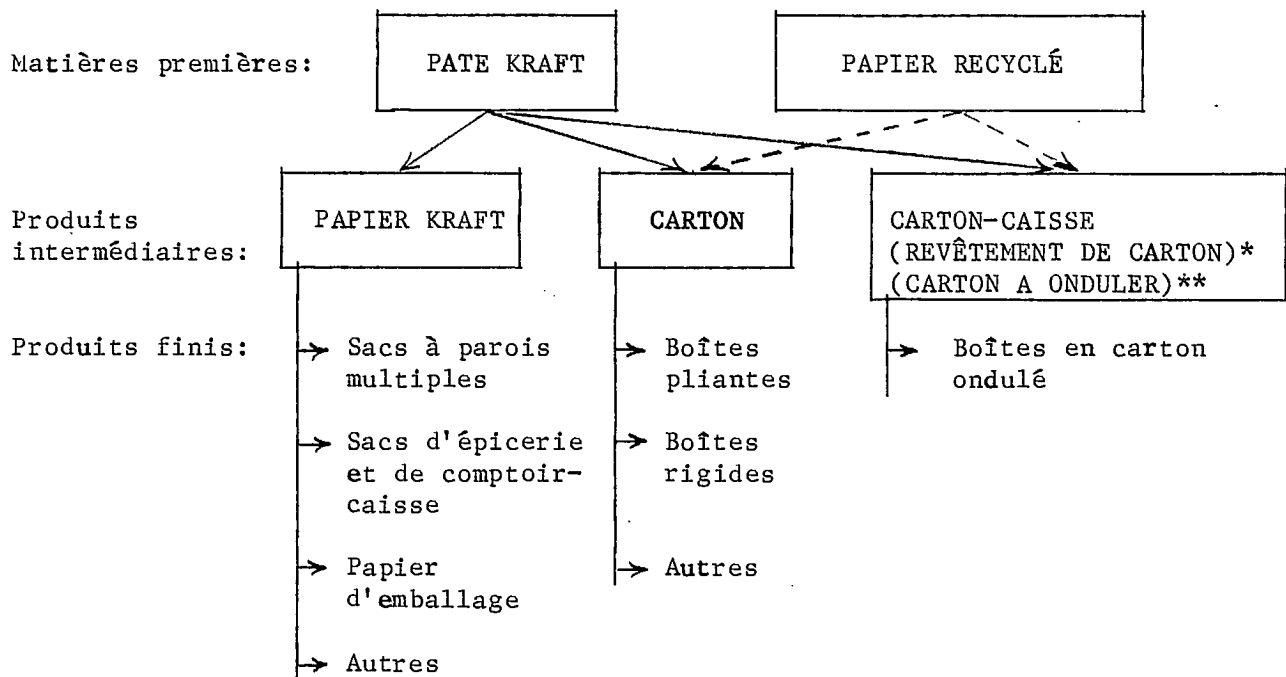 Matières premières:
PATE KRAFT
PAPIER RECYCLÉ
Produits
intermédiaires:
PAPIER KRAFT
CARTON
CARTON-CAISSE
(REVÊTEMENT DE CARTON)*
(CARTON A ONDULER)**
Produits finis:
Sacs à parois
multiples
Sacs d'épicerie
et de comptoir-
caisse
Papier
d'emballage
Autres
Boîtes
pliantes
Boîtes
rigides
Autres
Boîtes en carton
ondulé